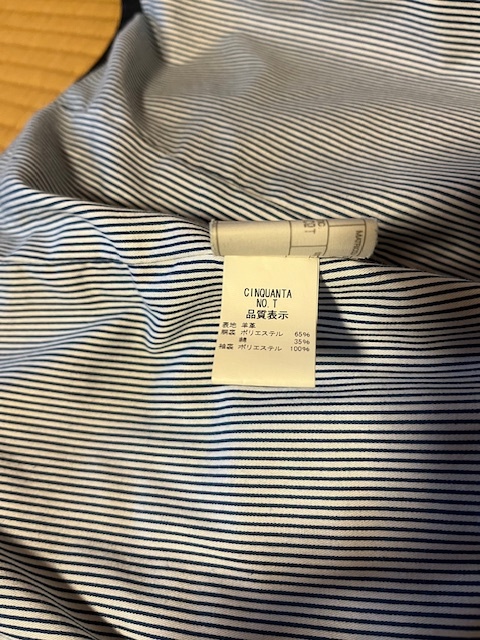 CINQUANTA
NO. T
品質表示
表地 羊革
胴裏 ポリエステル 65%
綿 35%
袖裏 ポリエステル 100%